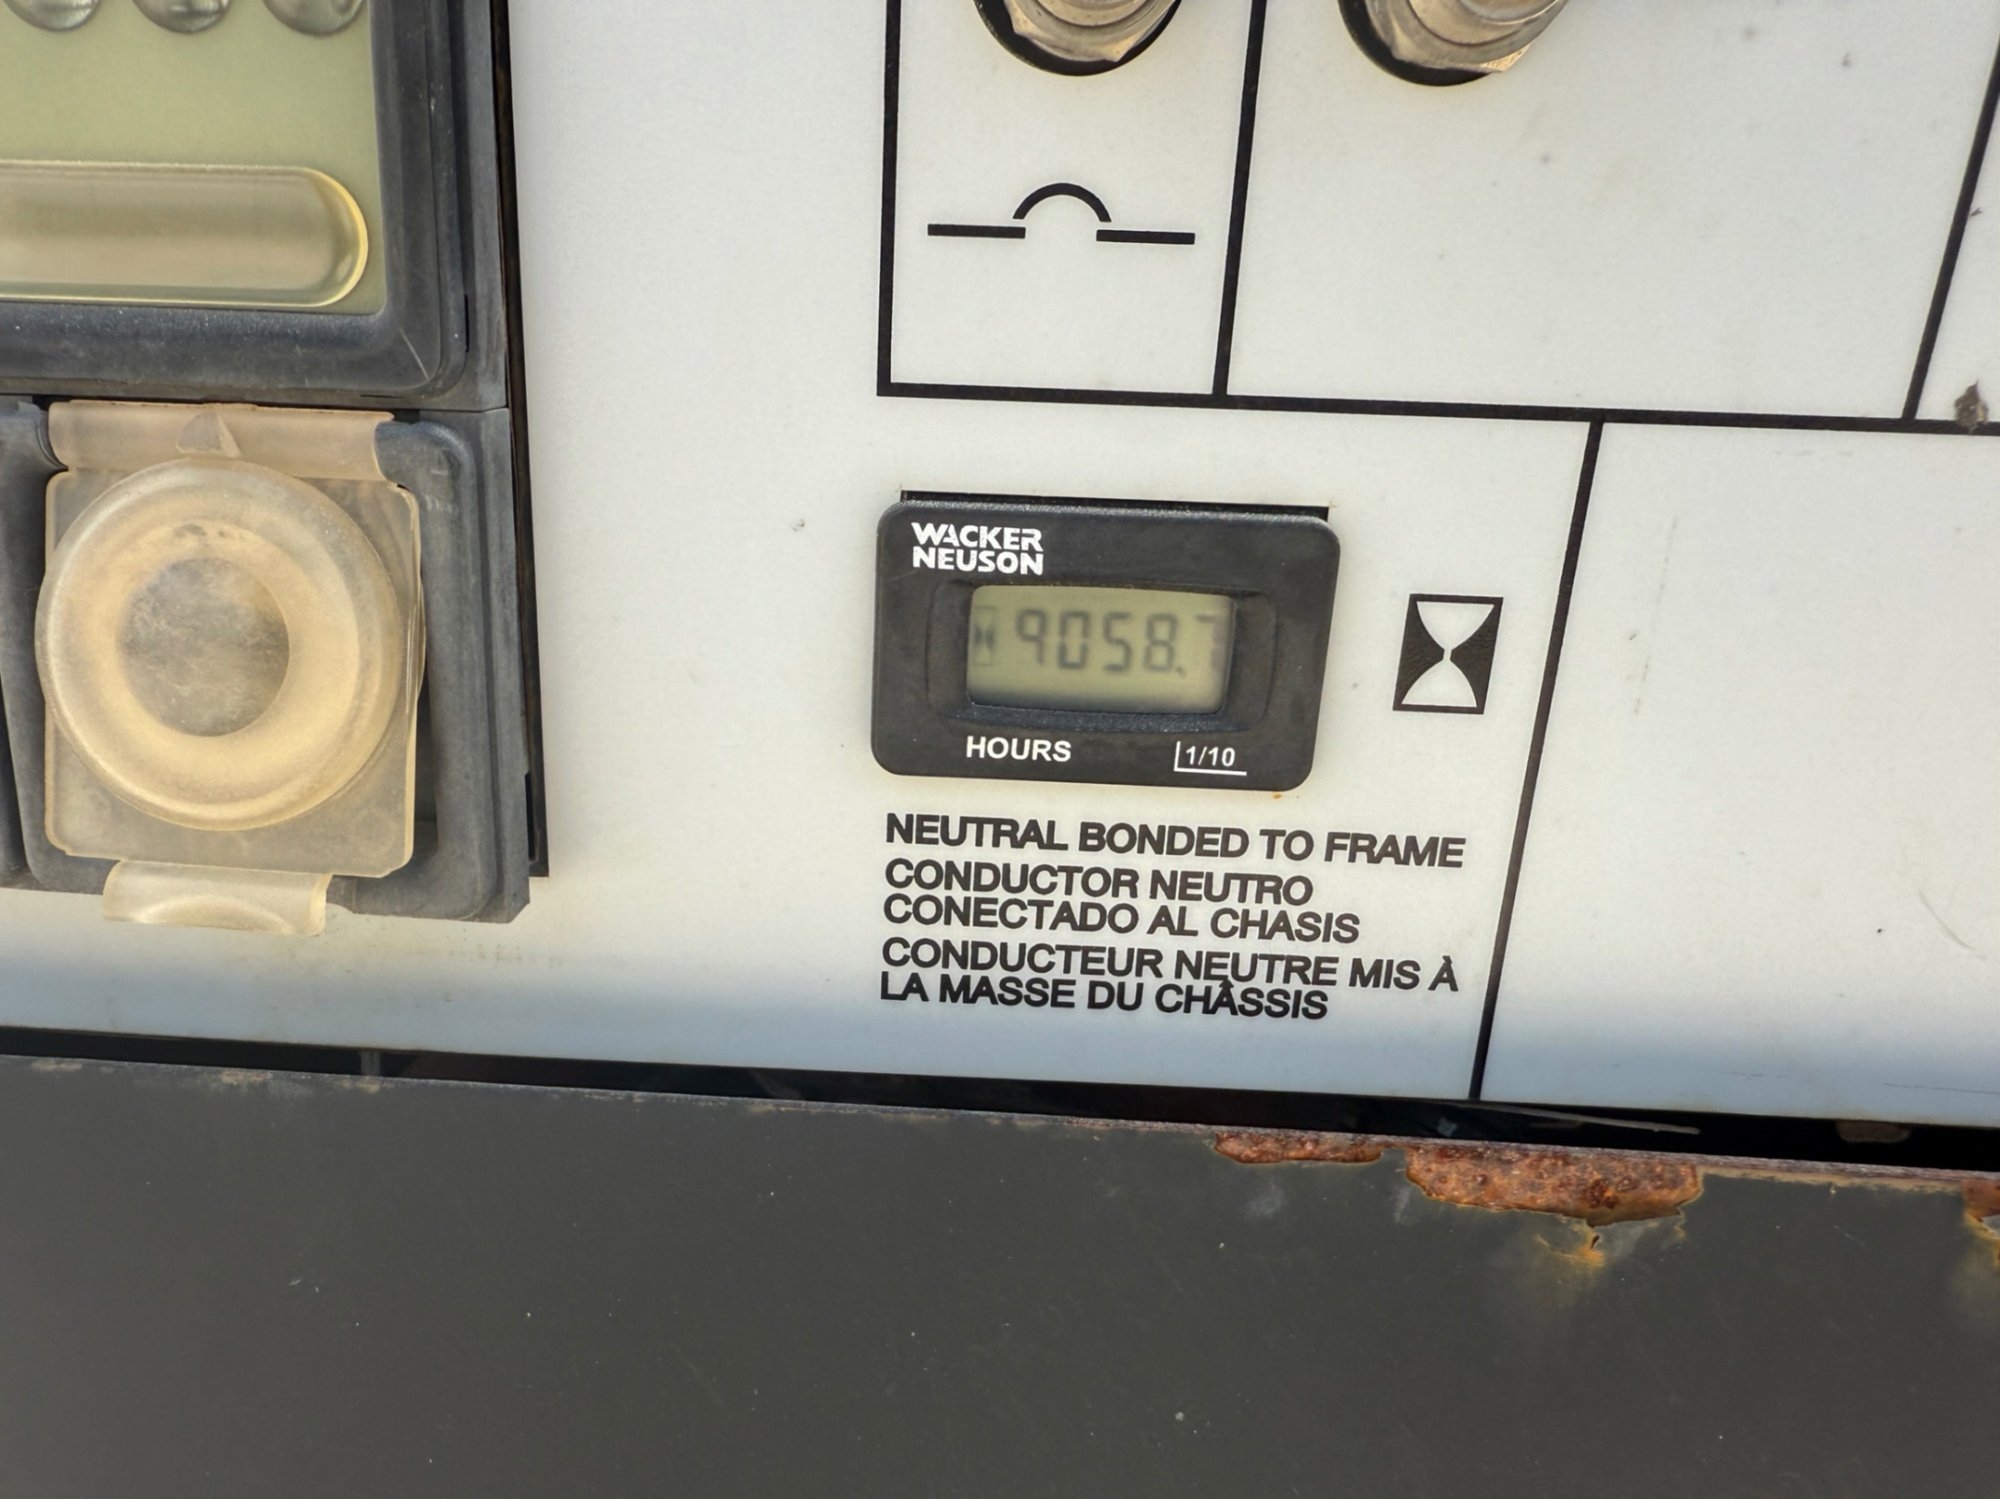 WACKER
NEUSON
9058.7
HOURS
1/10
NEUTRAL BONDED TO FRAME
CONDUCTOR NEUTRO
CONECTADO AL CHASIS
CONDUCTEUR NEUTRE MIS À
LA MASSE DU CHÂSSIS